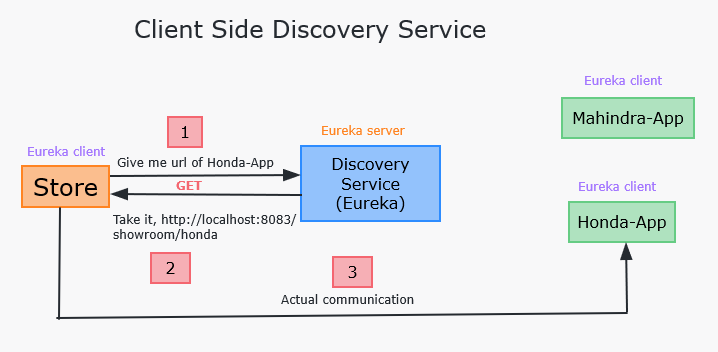 Client Side Discovery Service
Eureka client
Mahindra-App
1
Eureka server
Eureka client
Give me url of Honda-App
Discovery
Service
(Eureka)
Store
GET
Eureka client
Honda-App
Take it, http://localhost:8083/
showroom/honda
2
3
Actual communication